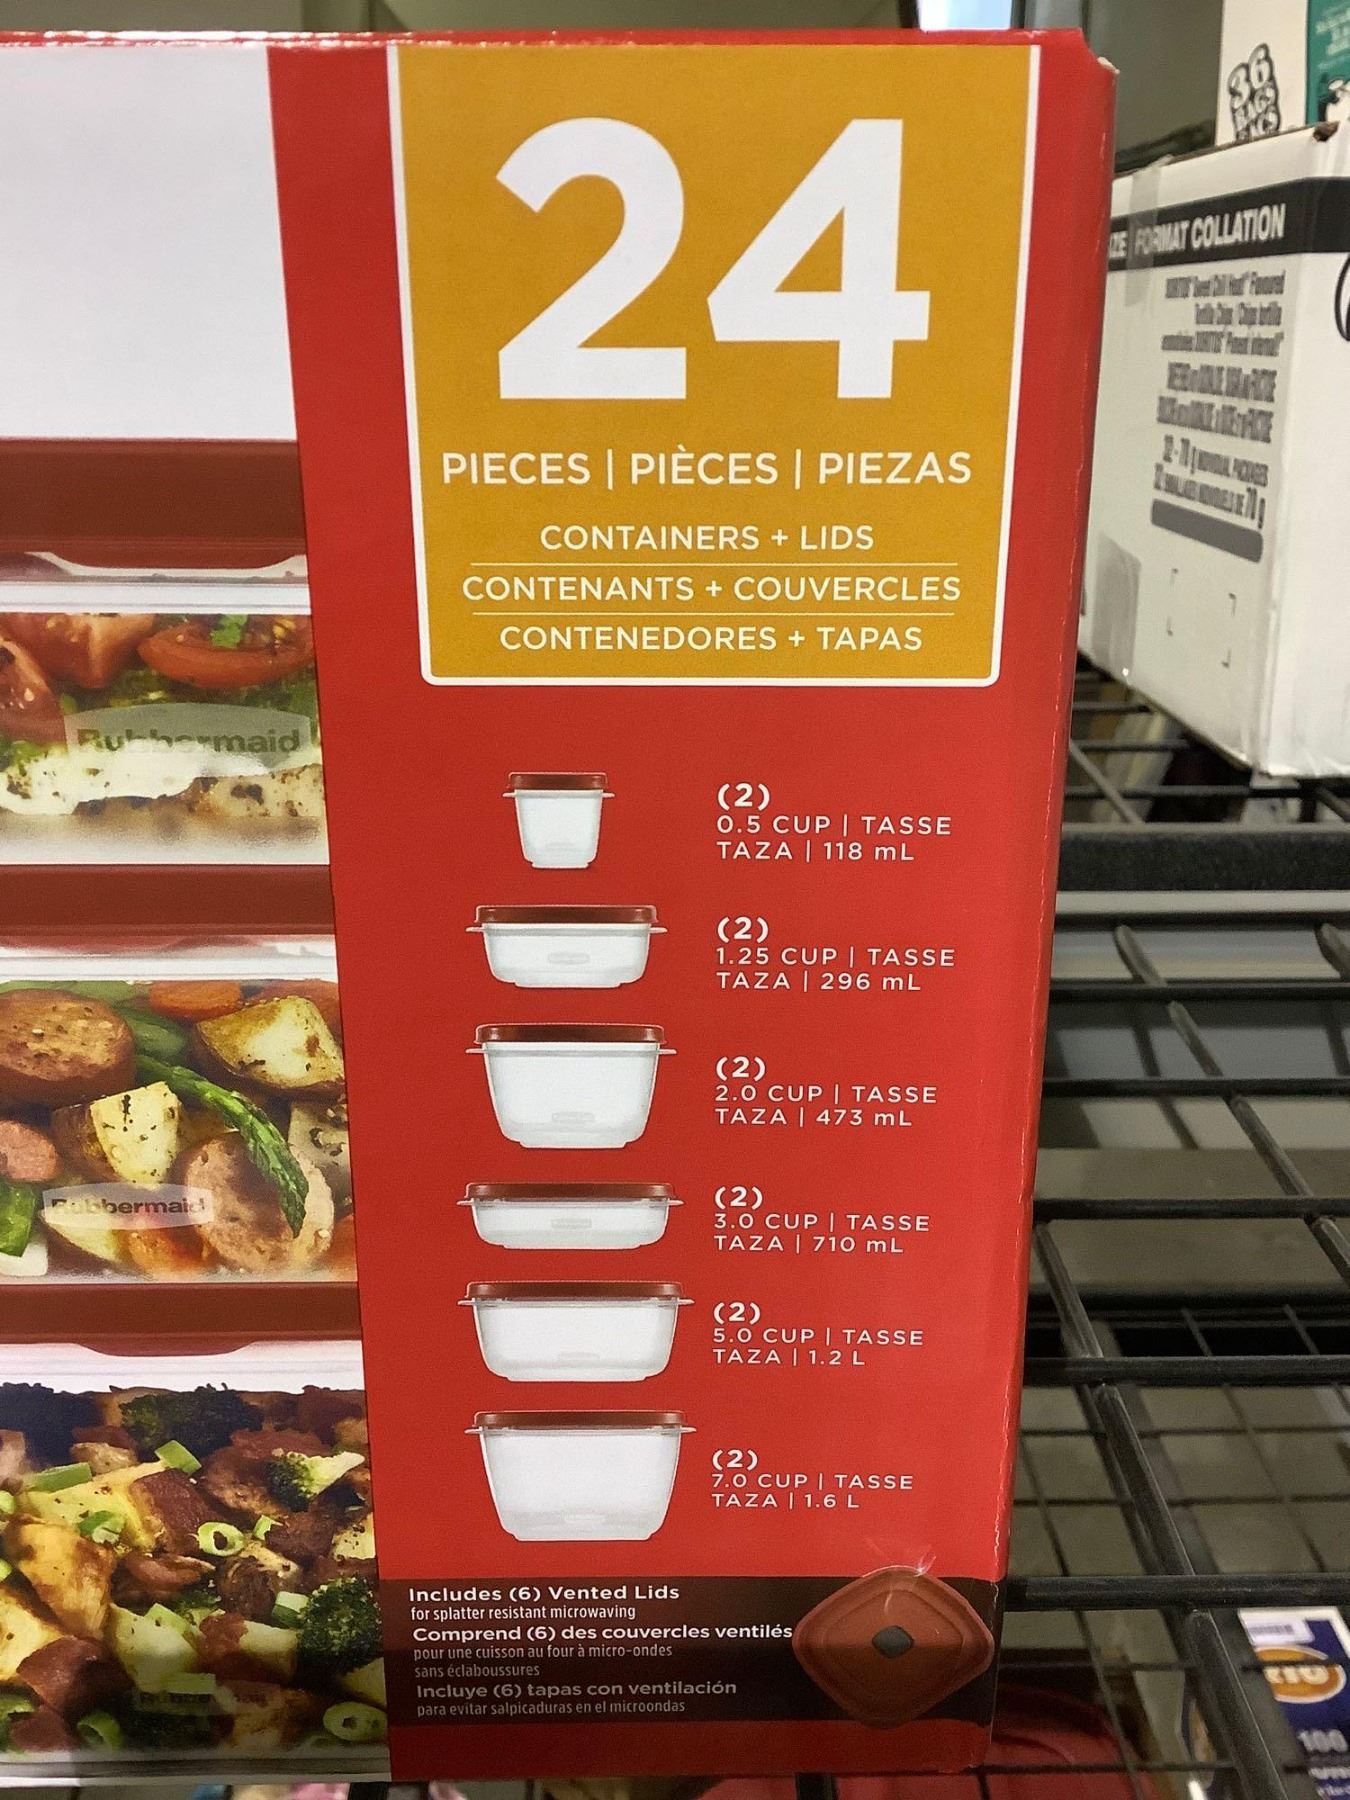 24
PIECES | PIÈCES | PIEZAS
CONTAINERS + LIDS
CONTENANTS + COUVERCLES
CONTENEDORES + TAPAS
Rubbermaid
(2)
0.5 CUP | TASSE
TAZA | 118 mL
(2)
1.25 CUP | TASSE
TAZA | 296 mL
(2)
2.0 CUP | TASSE
TAZA | 473 mL
Rubbermaid
(2)
3.0 CUP | TASSE
TAZA | 710 mL
(2)
5.0 CUP | TASSE
TAZA | 1.2 L
(2)
7.0 CUP | TASSE
TAZA | 1.6 L
Includes (6) Vented Lids
for splatter resistant microwaving
Comprend (6) des couvercles ventilés
pour une cuisson au four à micro-ondes
sans éclaboussures
Incluye (6) tapas con ventilación
para evitar salpicaduras en el microondas
36
BAGS
FORMAT COLLATION
100